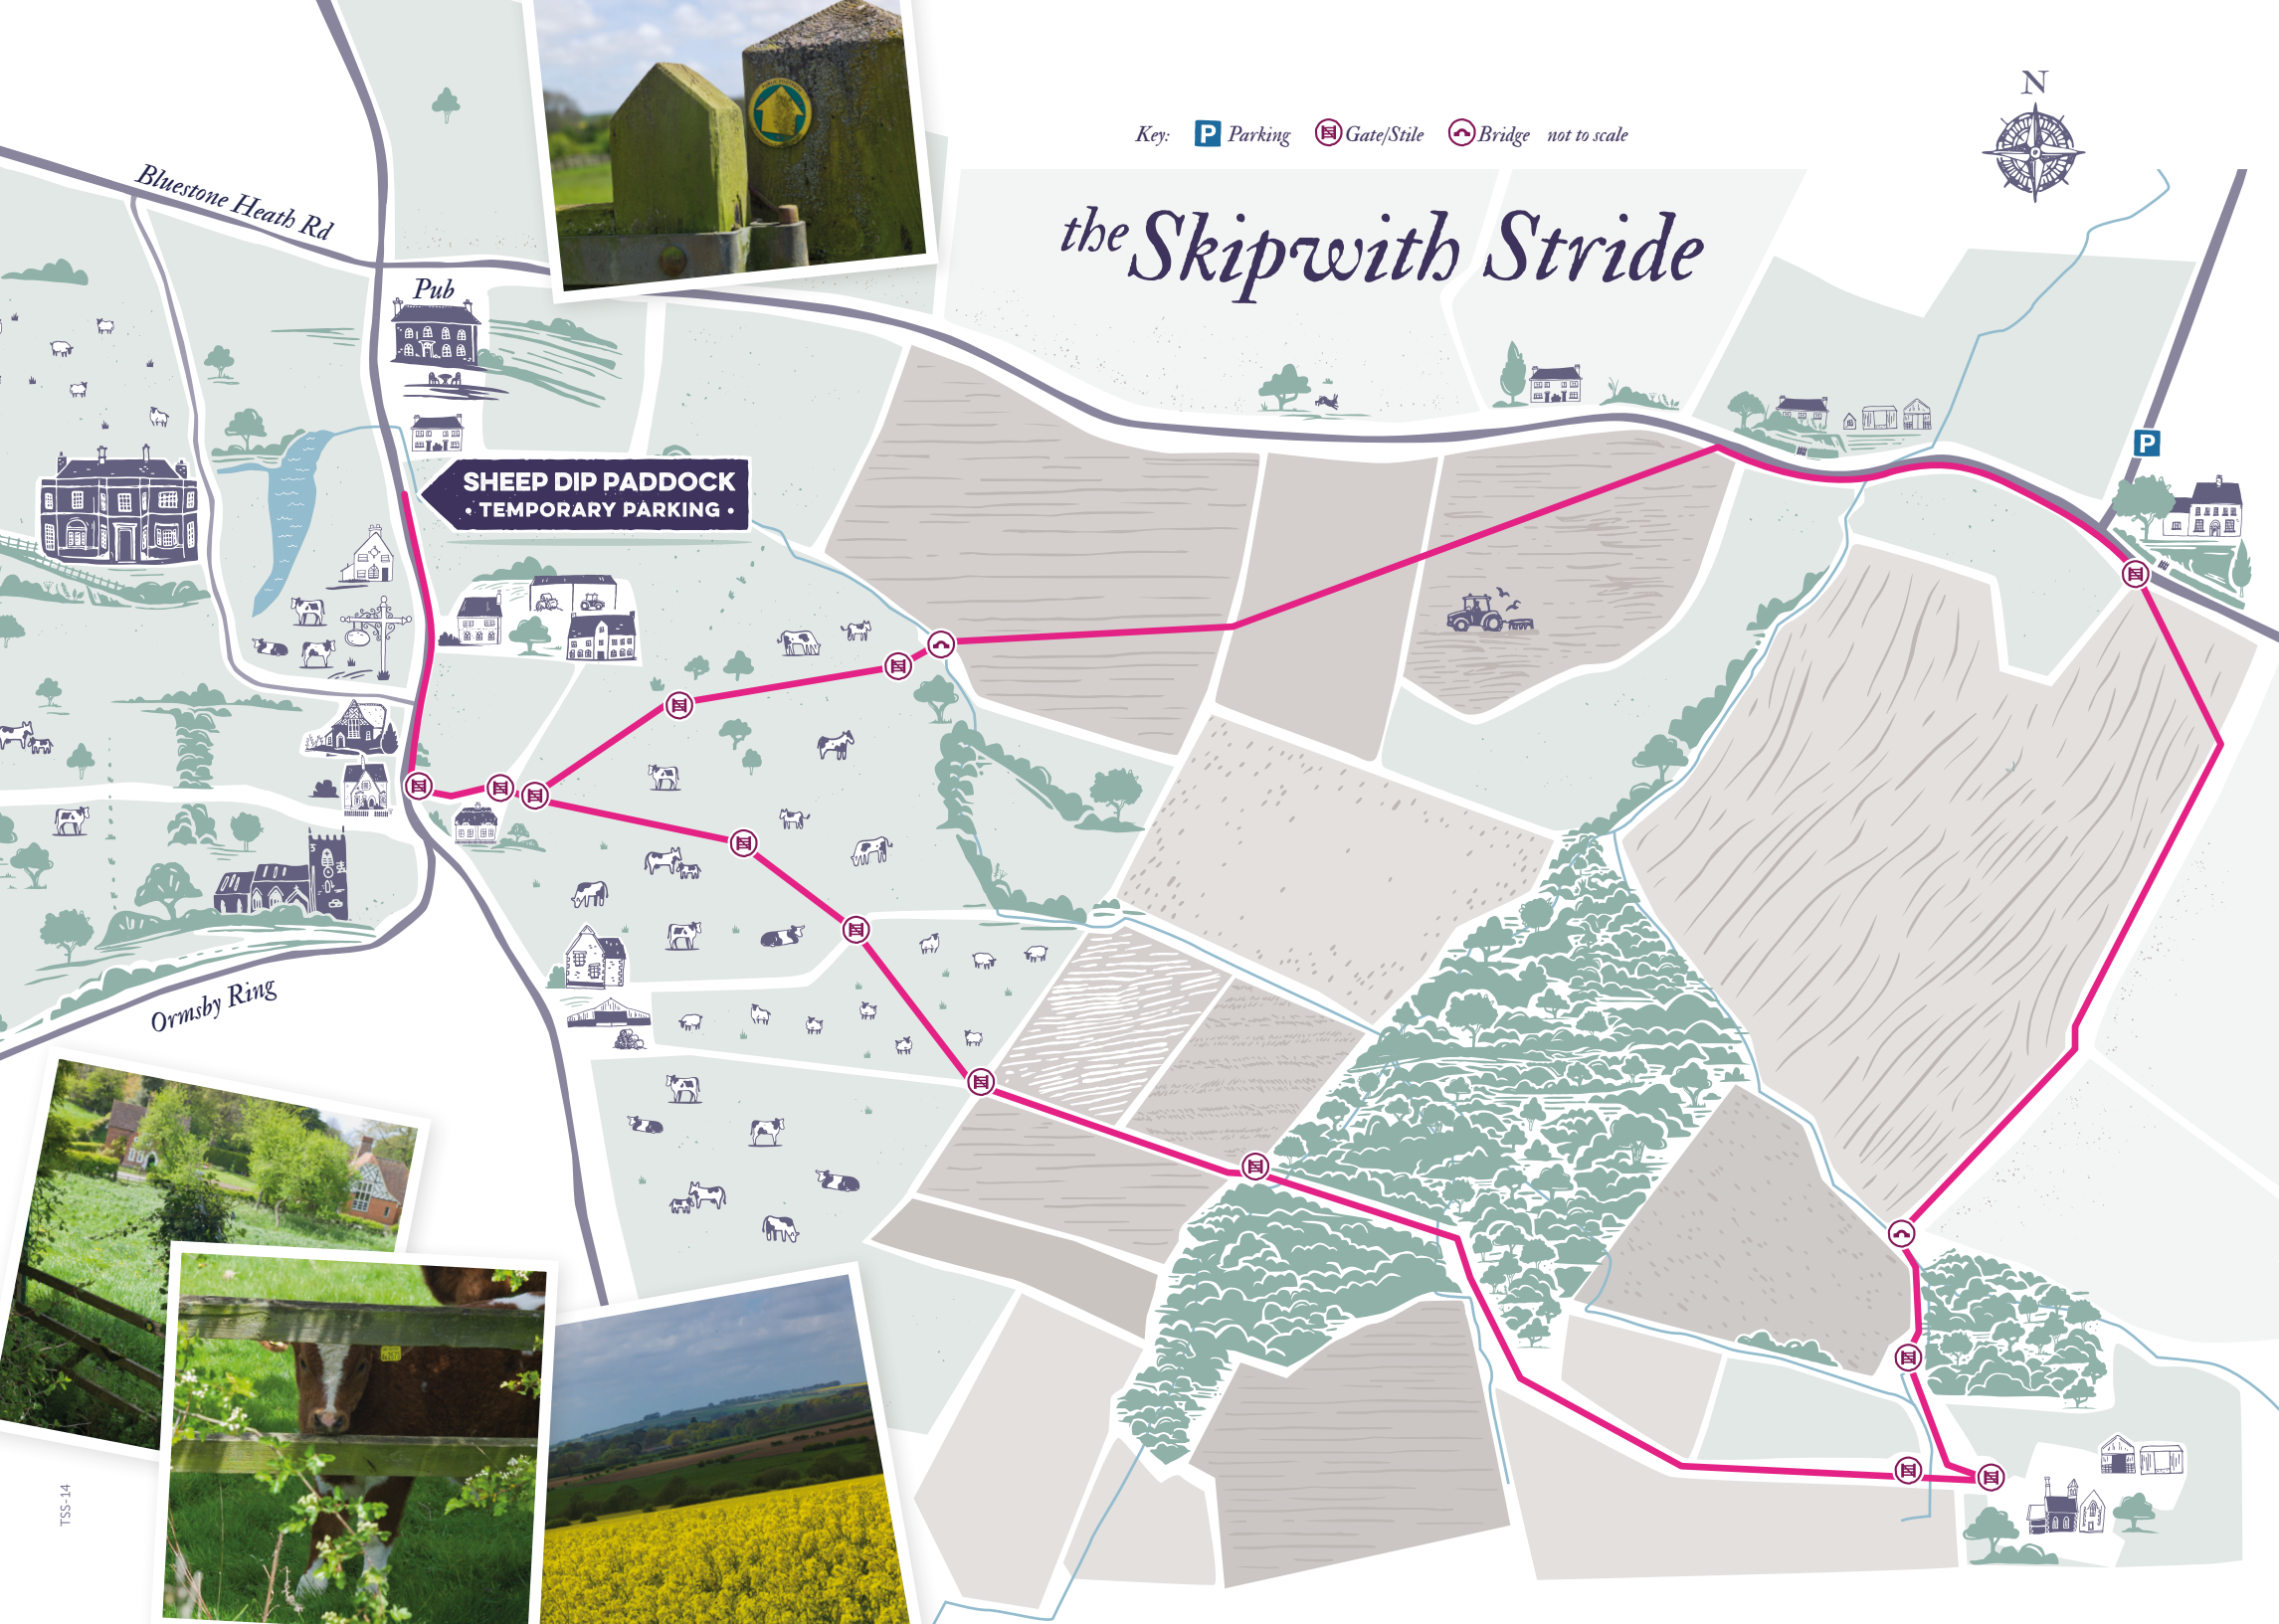 N
Key: P Parking Gate/Stile Bridge not to scale
the Skipwith Stride
Bluestone Heath Rd
Pub
P
SHEEP DIP PADDOCK
• TEMPORARY PARKING •
Ormsby Ring
TSS-14